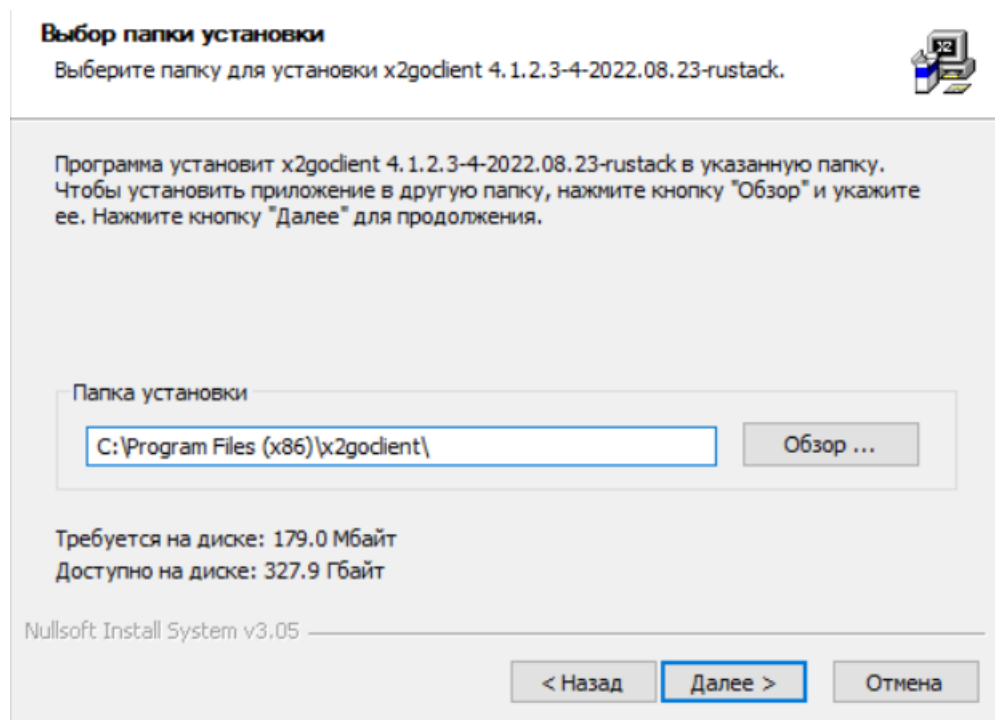 Выбор папки установки
Выберите папку для установки x2goclient 4.1.2.3-4-2022.08.23-rustack.
Программа установит x2goclient 4.1.2.3-4-2022.08.23-rustack в указанную папку.
Чтобы установить приложение в другую папку, нажмите кнопку "Обзор" и укажите
ее. Нажмите кнопку "Далее" для продолжения.
Папка установки
C:\Program Files (x86)\x2goclient\
Обзор ...
Требуется на диске: 179.0 Мбайт
Доступно на диске: 327.9 Гбайт
Nullsoft Install System v3.05
< Назад
Далее >
Отмена